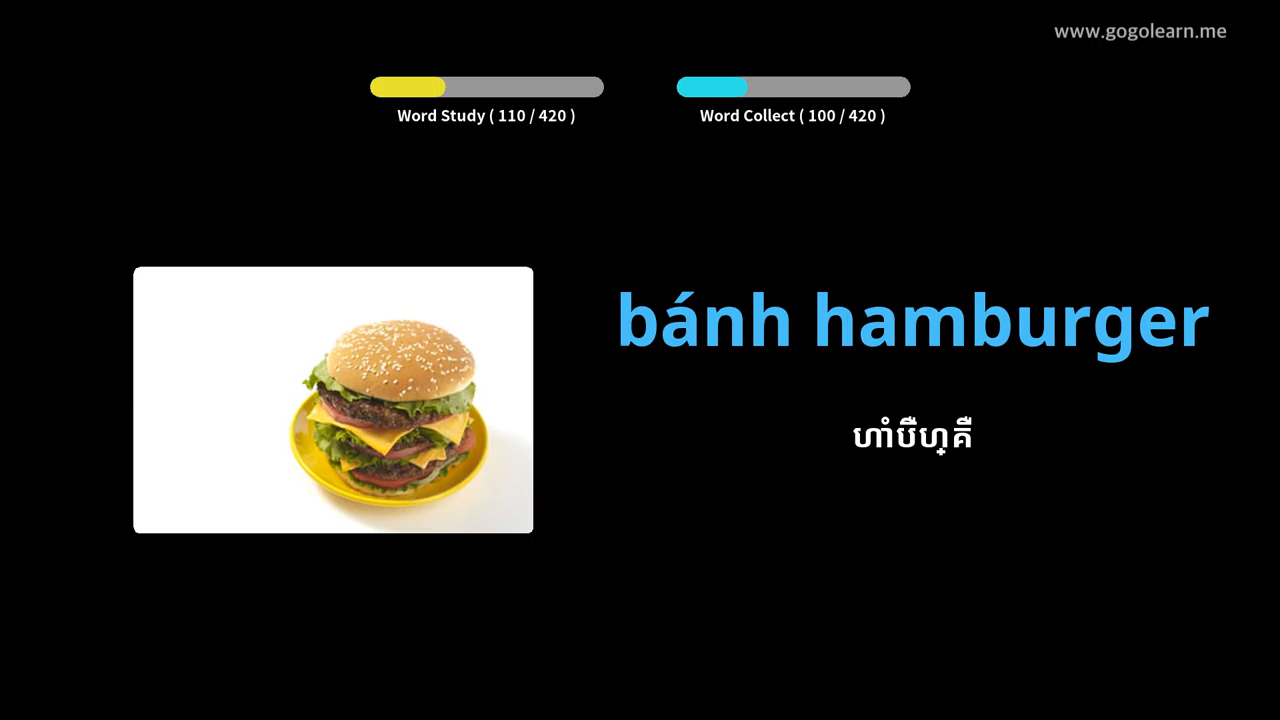 www.gogolearn.me
Word Study ( 110 / 420 )
Word Collect ( 100 / 420 )
bánh hamburger
ហាំប៊ឺហ្គឺ